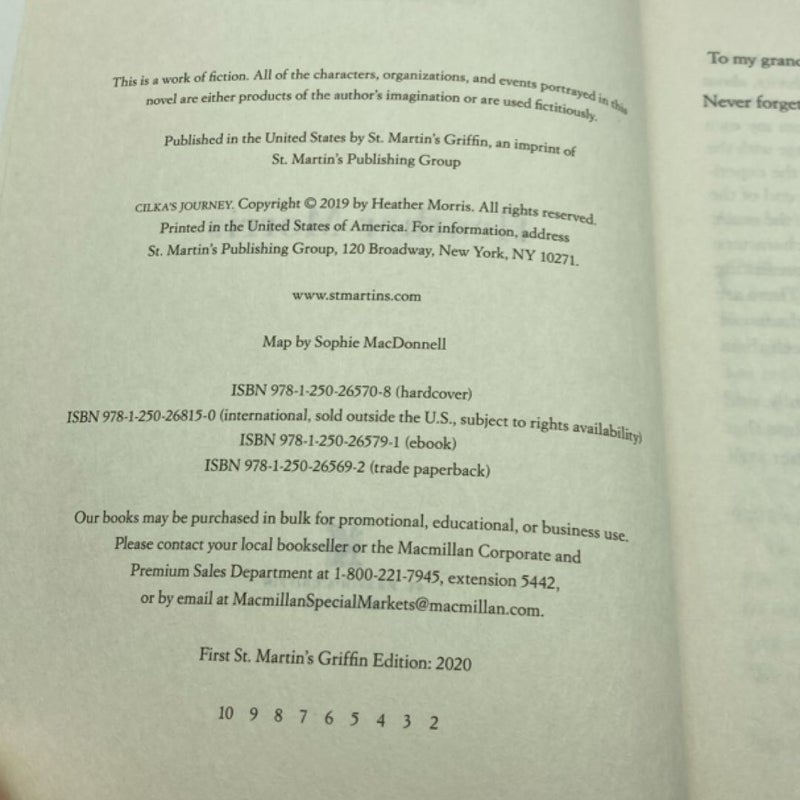 This is a work of fiction. All of the characters, organizations, and events portrayed in this
novel are either products of the author's imagination or are used fictitiously.
Published in the United States by St. Martin's Griffin, an imprint of
St. Martin's Publishing Group
CILKA'S JOURNEY. Copyright © 2019 by Heather Morris. All rights reserved.
Printed in the United States of America. For information, address
St. Martin's Publishing Group, 120 Broadway, New York, NY 10271.
www.stmartins.com
Map by Sophie MacDonnell
ISBN 978-1-250-26570-8 (hardcover)
ISBN 978-1-250-26815-0 (international, sold outside the U.S., subject to rights availability)
ISBN 978-1-250-26579-1 (ebook)
ISBN 978-1-250-26569-2 (trade paperback)
Our books may be purchased in bulk for promotional, educational, or business use.
Please contact your local bookseller or the Macmillan Corporate and
Premium Sales Department at 1-800-221-7945, extension 5442,
or by email at MacmillanSpecialMarkets@macmillan.com.
First St. Martin's Griffin Edition: 2020
10 9 8 7 6 5 4 3 2
To my grand
Never forget